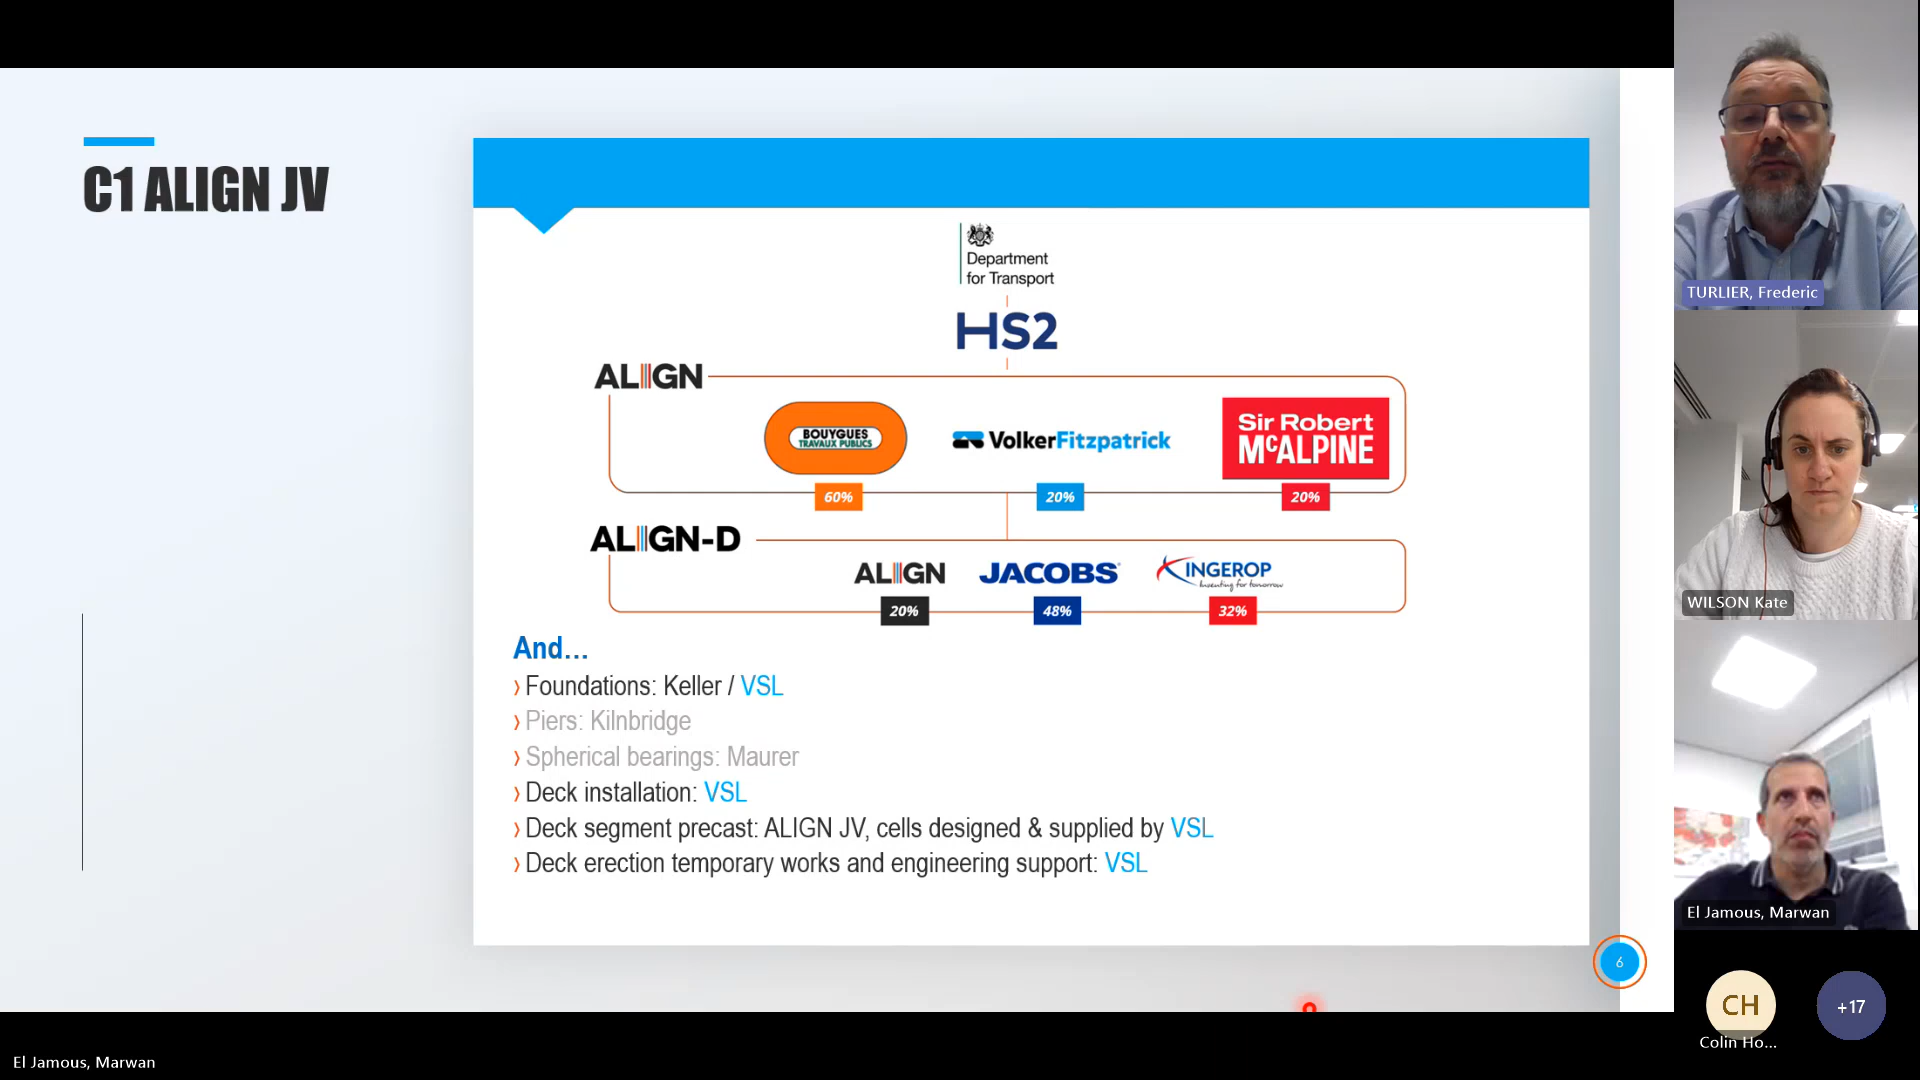 C1 ALIGN JV
Department
for Transport
HS2
ALIGN
BOUYGUES
TRAVAUX PUBLICS
VolkerFitzpatrick
Sir Robert
McALPINE
60%
20%
20%
ALIGN-D
ALIGN
JACOBS
INGEROP
Inventing for tomorrow
20%
48%
32%
And...
› Foundations: Keller / VSL
› Piers: Kilnbridge
› Spherical bearings: Maurer
› Deck installation: VSL
› Deck segment precast: ALIGN JV, cells designed & supplied by VSL
› Deck erection temporary works and engineering support: VSL
6
TURLIER, Frederic
WILSON Kate
El Jamous, Marwan
CH
+17
Colin Ho...
El Jamous, Marwan